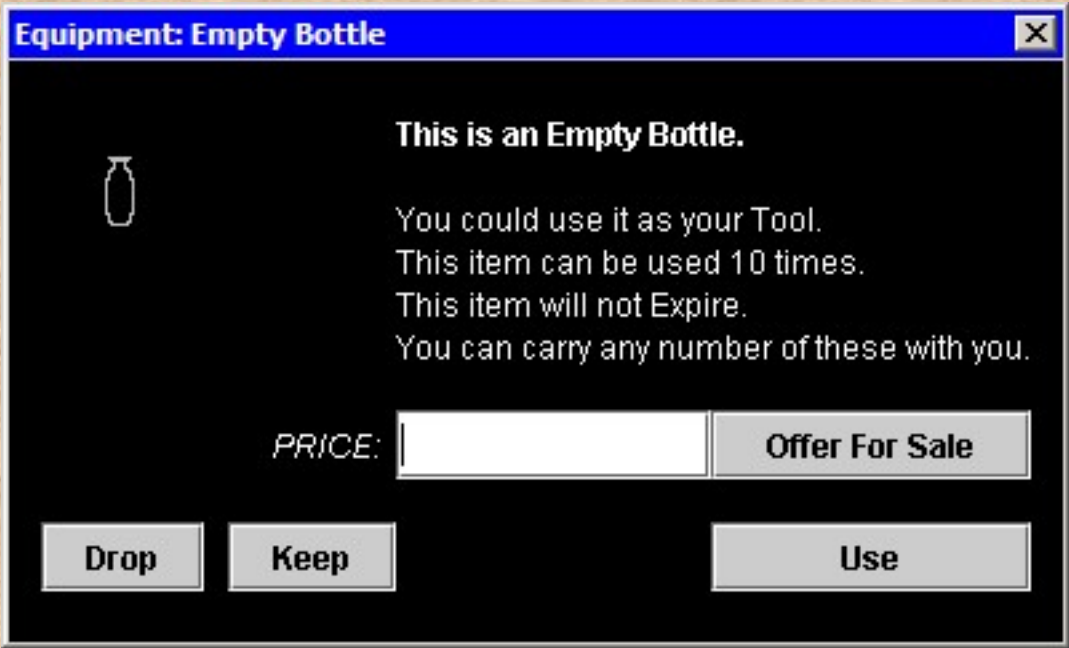 Equipment: Empty Bottle
This is an Empty Bottle.
You could use it as your Tool.
This item can be used 10 times.
This item will not Expire.
You can carry any number of these with you.
PRICE:
Offer For Sale
Drop
Keep
Use